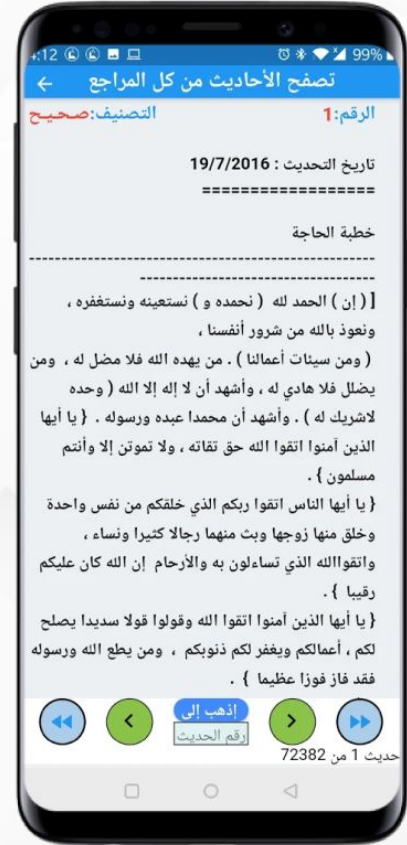 4:12 99%
تصفح الأحاديث من كل المراجع
الرقم:1 التصنيف:صحيح
تاريخ التحديث : 19/7/2016
==================
خطبة الحاجة
-----------------------------------------------
-----------------------------------
[ ( إن ) الحمد لله ( نحمده و ) نستعينه ونستغفره ،
ونعوذ بالله من شرور أنفسنا ،
( ومن سيئات أعمالنا ) . من يهده الله فلا مضل له ، ومن
يضلل فلا هادي له ، وأشهد أن لا إله إلا الله ( وحده
لاشريك له ) . وأشهد أن محمدا عبده ورسوله . { يا أيها
الذين آمنوا اتقوا الله حق تقاته ، ولا تموتن إلا وأنتم
مسلمون } .
{ يا أيها الناس اتقوا ربكم الذي خلقكم من نفس واحدة
وخلق منها زوجها وبث منهما رجالا كثيرا ونساء ،
واتقواالله الذي تساءلون به والأرحام إن الله كان عليكم
رقيبا } .
{ يا أيها الذين آمنوا اتقوا الله وقولوا قولا سديدا يصلح
لكم ، أعمالكم ويغفر لكم ذنوبكم ، ومن يطع الله ورسوله
فقد فاز فوزا عظيما } .
إذهب إلى
رقم الحديث
حديث 1 من 72382